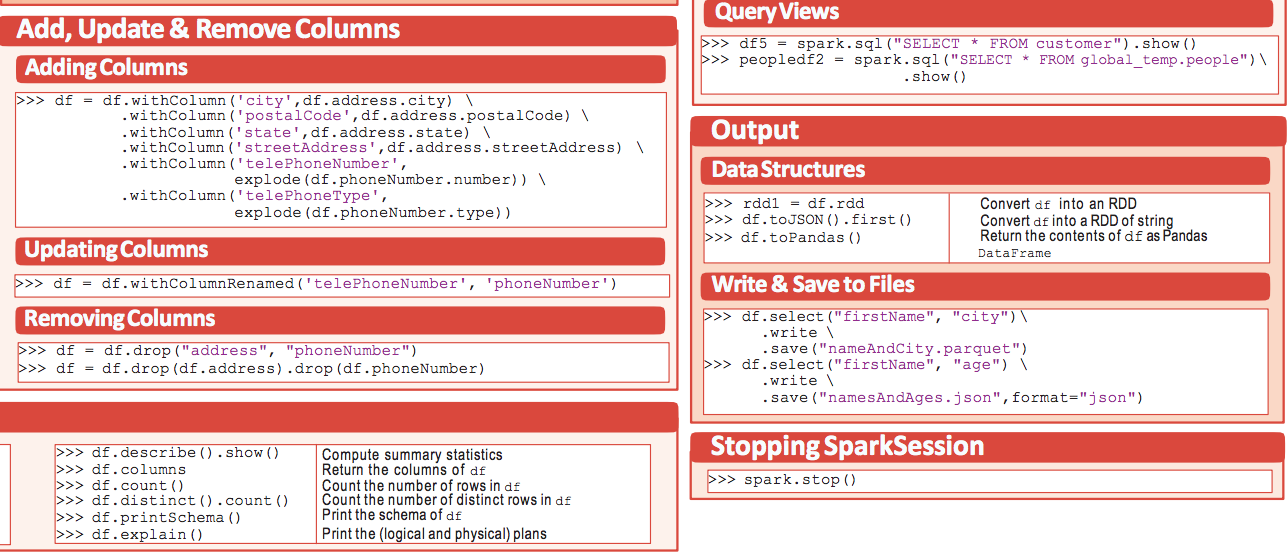 Add, Update & Remove Columns
Adding Columns
>>> df = df.withColumn('city',df.address.city) \
.withColumn('postalCode',df.address.postalCode) \
.withColumn('state',df.address.state) \
.withColumn('streetAddress',df.address.streetAddress) \
.withColumn('telePhoneNumber',
explode(df.phoneNumber.number)) \
.withColumn('telePhoneType',
explode(df.phoneNumber.type))
Updating Columns
>>> df = df.withColumnRenamed('telePhoneNumber', 'phoneNumber')
Removing Columns
>>> df = df.drop("address", "phoneNumber")
>>> df = df.drop(df.address).drop(df.phoneNumber)
>>> df.describe().show() Compute summary statistics
>>> df.columns Return the columns of df
>>> df.count() Count the number of rows in df
>>> df.distinct().count() Count the number of distinct rows in df
>>> df.printSchema() Print the schema of df
>>> df.explain() Print the (logical and physical) plans
Query Views
>>> df5 = spark.sql("SELECT * FROM customer").show()
>>> peopledf2 = spark.sql("SELECT * FROM global_temp.people")\
.show()
Output
Data Structures
>>> rdd1 = df.rdd Convert df into an RDD
>>> df.toJSON().first() Convert df into a RDD of string
>>> df.toPandas() Return the contents of df as Pandas
DataFrame
Write & Save to Files
>>> df.select("firstName", "city")\
.write \
.save("nameAndCity.parquet")
>>> df.select("firstName", "age") \
.write \
.save("namesAndAges.json",format="json")
Stopping SparkSession
>>> spark.stop()